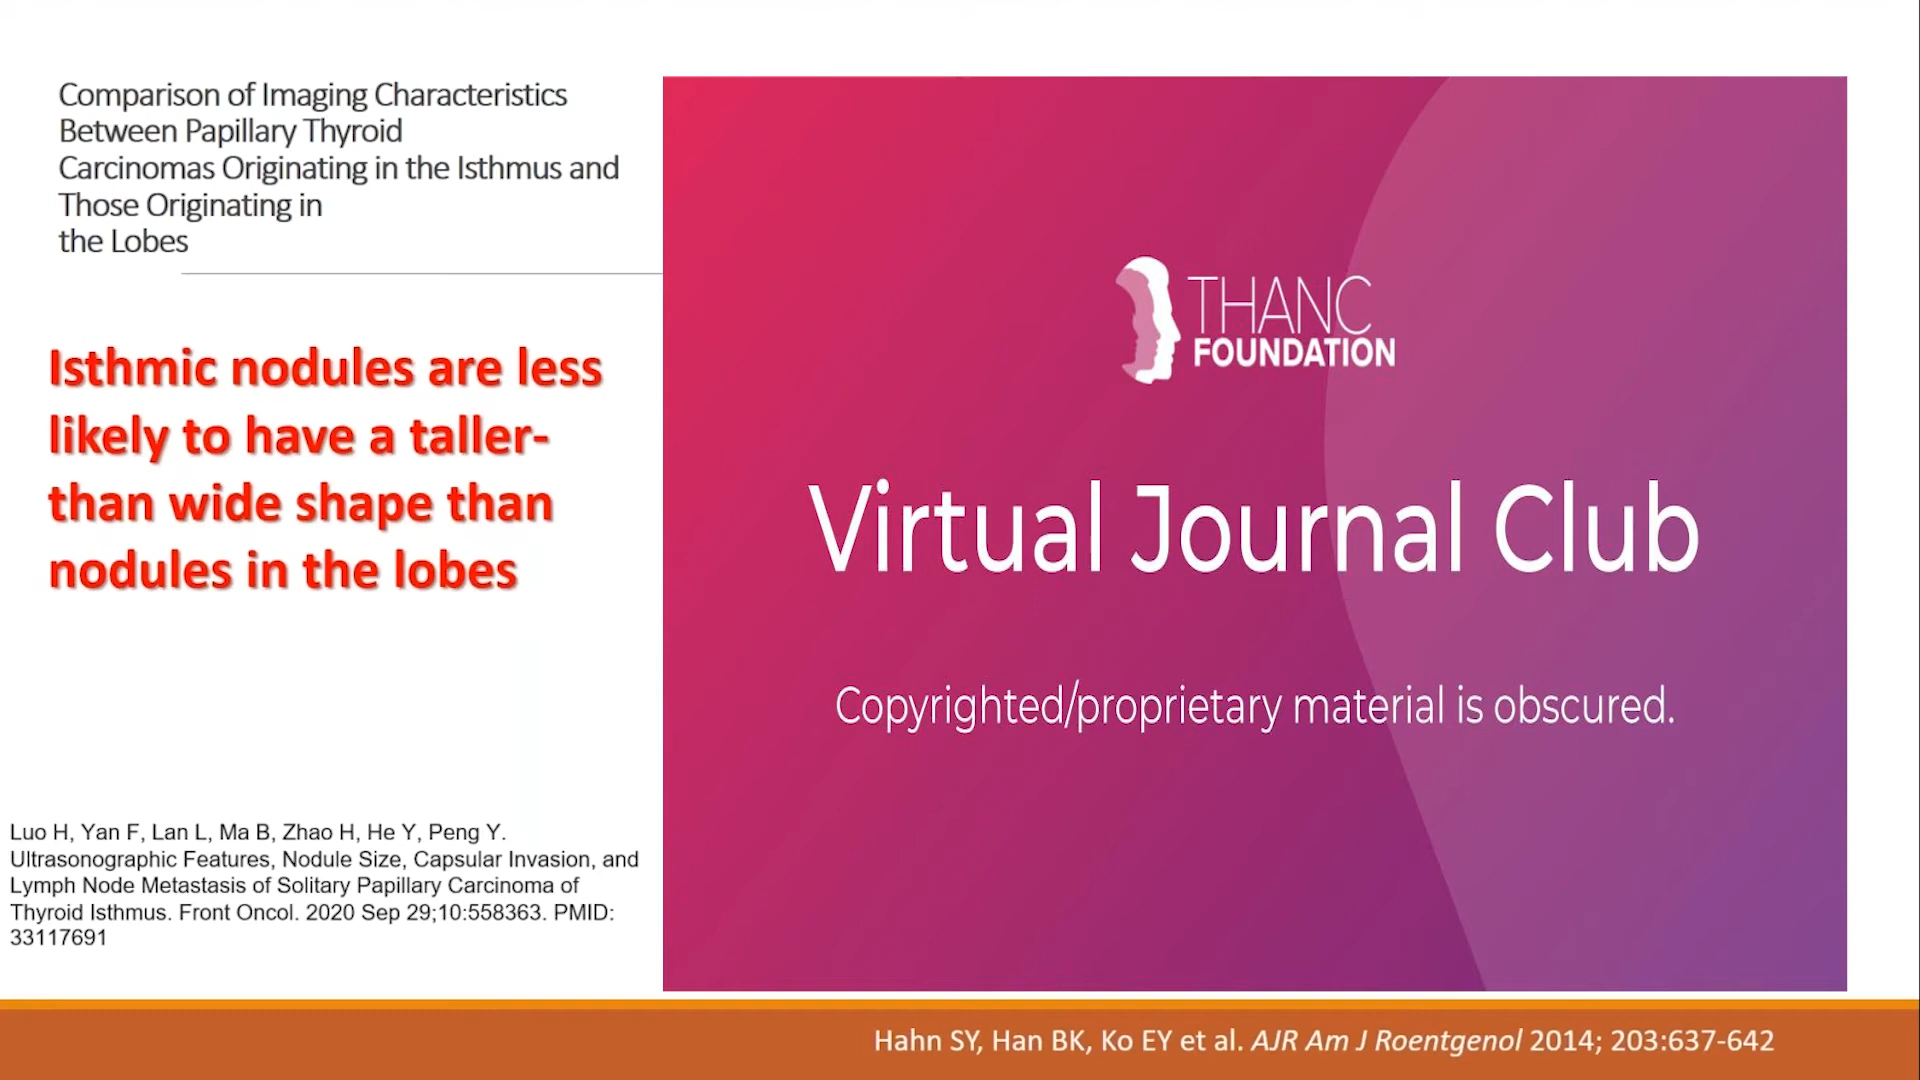 Comparison of Imaging Characteristics
Between Papillary Thyroid
Carcinomas Originating in the Isthmus and
Those Originating in
the Lobes
Isthmic nodules are less
likely to have a taller-
than wide shape than
nodules in the lobes
Luo H, Yan F, Lan L, Ma B, Zhao H, He Y, Peng Y.
Ultrasonographic Features, Nodule Size, Capsular Invasion, and
Lymph Node Metastasis of Solitary Papillary Carcinoma of
Thyroid Isthmus. Front Oncol. 2020 Sep 29;10:558363. PMID:
33117691
THANC
FOUNDATION
Virtual Journal Club
Copyrighted/proprietary material is obscured.
Hahn SY, Han BK, Ko EY et al. AJR Am J Roentgenol 2014; 203:637-642